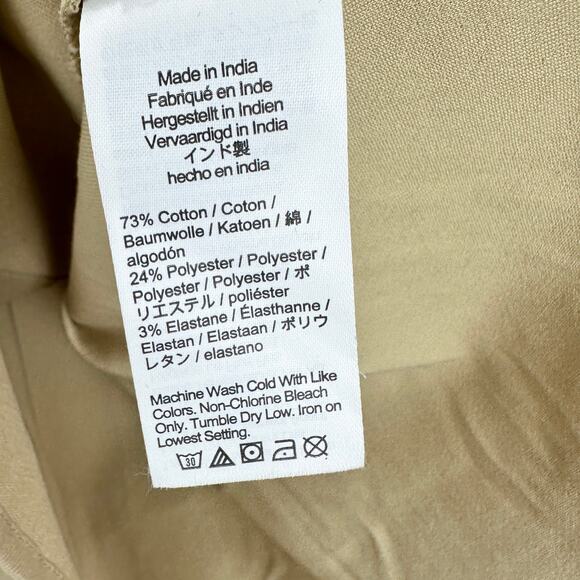 Made in India
Fabriqué en Inde
Hergestellt in Indien
Vervaardigd in India
インド製
hecho en india
73% Cotton / Coton /
Baumwolle / Katoen / 綿 /
algodón
24% Polyester / Polyester /
Polyester / Polyester / ポ
リエステル / poliéster
3% Elastane / Élasthanne /
Elastan / Elastaan / ポリウ
レタン / elastano
Machine Wash Cold With Like
Colors. Non-Chlorine Bleach
Only. Tumble Dry Low. Iron on
Lowest Setting.
30